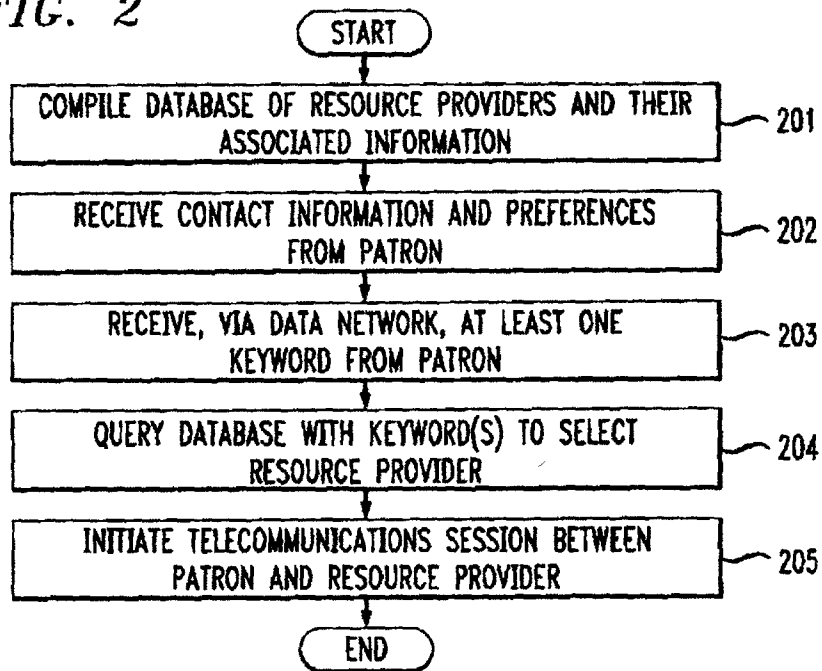 FIG. 2
START
COMPILE DATABASE OF RESOURCE PROVIDERS AND THEIR
ASSOCIATED INFORMATION
201
RECEIVE CONTACT INFORMATION AND PREFERENCES
FROM PATRON
202
RECEIVE, VIA DATA NETWORK, AT LEAST ONE
KEYWORD FROM PATRON
203
QUERY DATABASE WITH KEYWORD(S) TO SELECT
RESOURCE PROVIDER
204
INITIATE TELECOMMUNICATIONS SESSION BETWEEN
PATRON AND RESOURCE PROVIDER
205
END